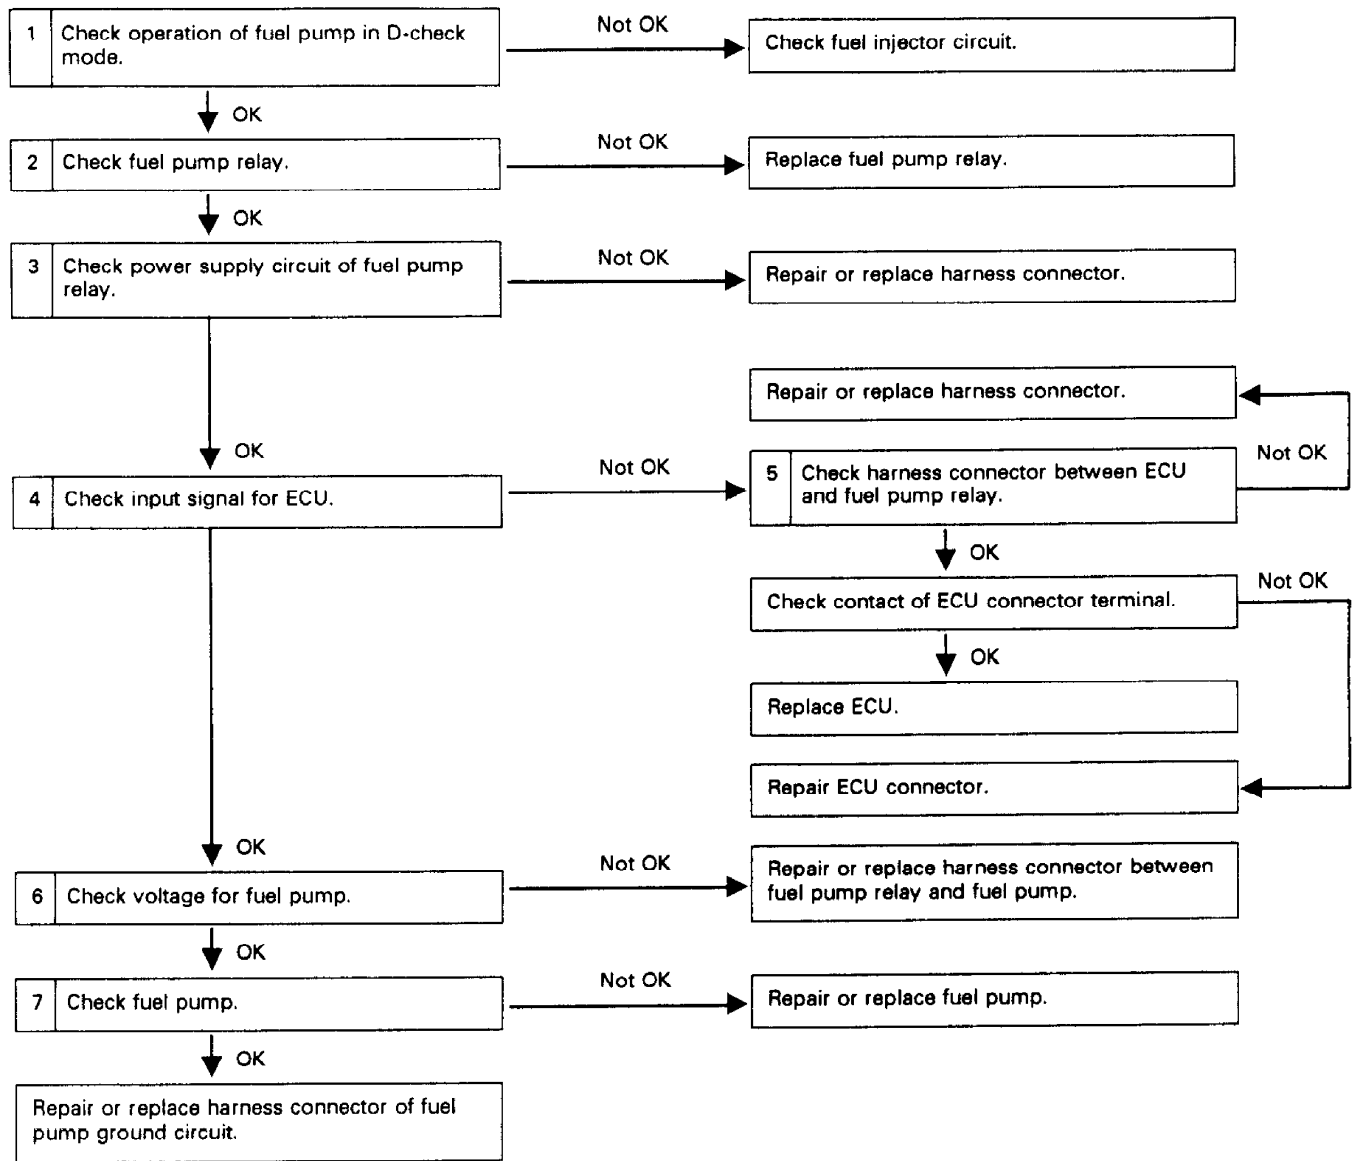 1 Check operation of fuel pump in D-check
mode.
Not OK
Check fuel injector circuit.
OK
2 Check fuel pump relay.
Not OK
Replace fuel pump relay.
OK
3 Check power supply circuit of fuel pump
relay.
Not OK
Repair or replace harness connector.
Repair or replace harness connector.
OK
4 Check input signal for ECU.
Not OK
5 Check harness connector between ECU
and fuel pump relay.
Not OK
OK
Check contact of ECU connector terminal.
Not OK
OK
Replace ECU.
Repair ECU connector.
OK
6 Check voltage for fuel pump.
Not OK
Repair or replace harness connector between
fuel pump relay and fuel pump.
OK
7 Check fuel pump.
Not OK
Repair or replace fuel pump.
OK
Repair or replace harness connector of fuel
pump ground circuit.